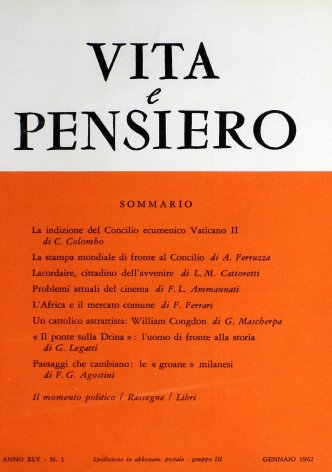 VITA
e
PENSIERO
SOMMARIO
La indizione del Concilio ecumenico Vaticano II
di C. Colombo
La stampa mondiale di fronte al Concilio di A. Ferruzza
Lacordaire, cittadino dell'avvenire di L. M. Cattoretti
Problemi attuali del cinema di F. L. Ammannati
L'Africa e il mercato comune di F. Ferrari
Un cattolico astrattista: William Congdon di G. Mascherpa
« Il ponte sulla Drina » : l'uomo di fronte alla storia
di G. Legatti
Paesaggi che cambiano: le « groane » milanesi
di F. G. Agostini
Il momento politico / Rassegne / Libri
ANNO XLV - N. 1 Spedizione in abbonam. postale - gruppo III GENNAIO 1962